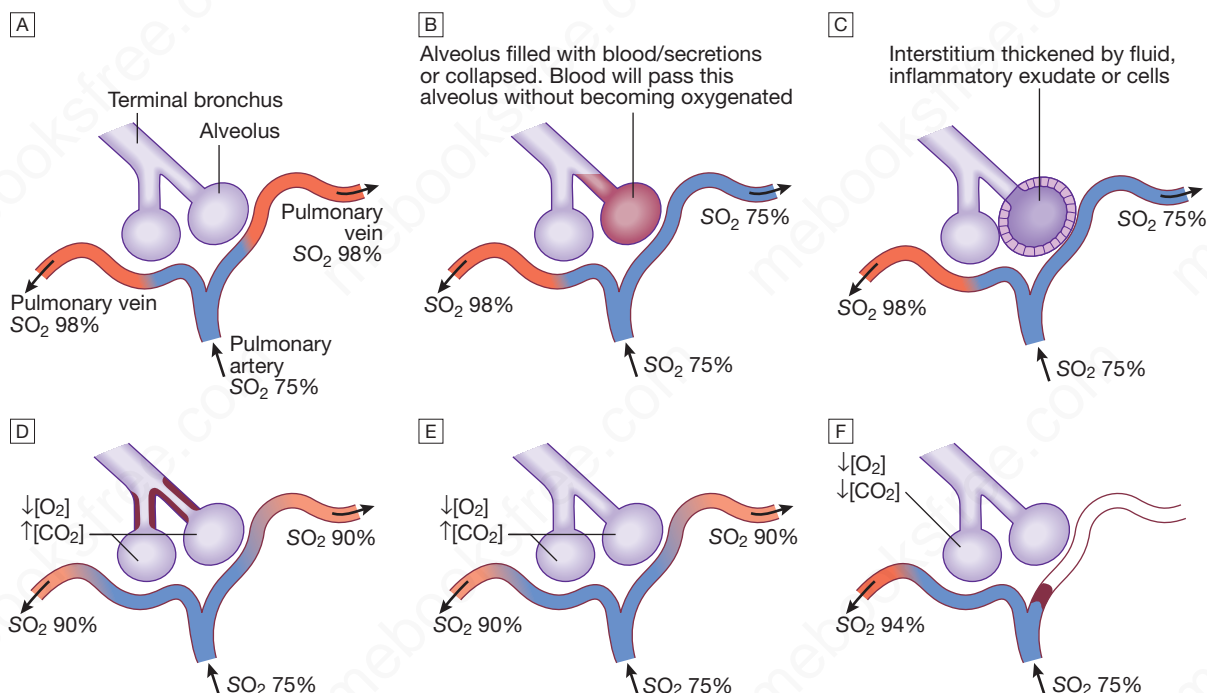 A
Terminal bronchus
Alveolus
Pulmonary
vein
SO2 98%
Pulmonary vein
SO2 98%
Pulmonary
artery
SO2 75%
B
Alveolus filled with blood/secretions
or collapsed. Blood will pass this
alveolus without becoming oxygenated
SO2 75%
SO2 98%
SO2 75%
C
Interstitium thickened by fluid,
inflammatory exudate or cells
SO2 75%
SO2 98%
SO2 75%
D
↓[O2]
↑[CO2]
SO2 90%
SO2 90%
SO2 75%
E
↓[O2]
↑[CO2]
SO2 90%
SO2 90%
SO2 75%
F
↓[O2]
↓[CO2]
SO2 94%
SO2 75%
mebooksfree.com